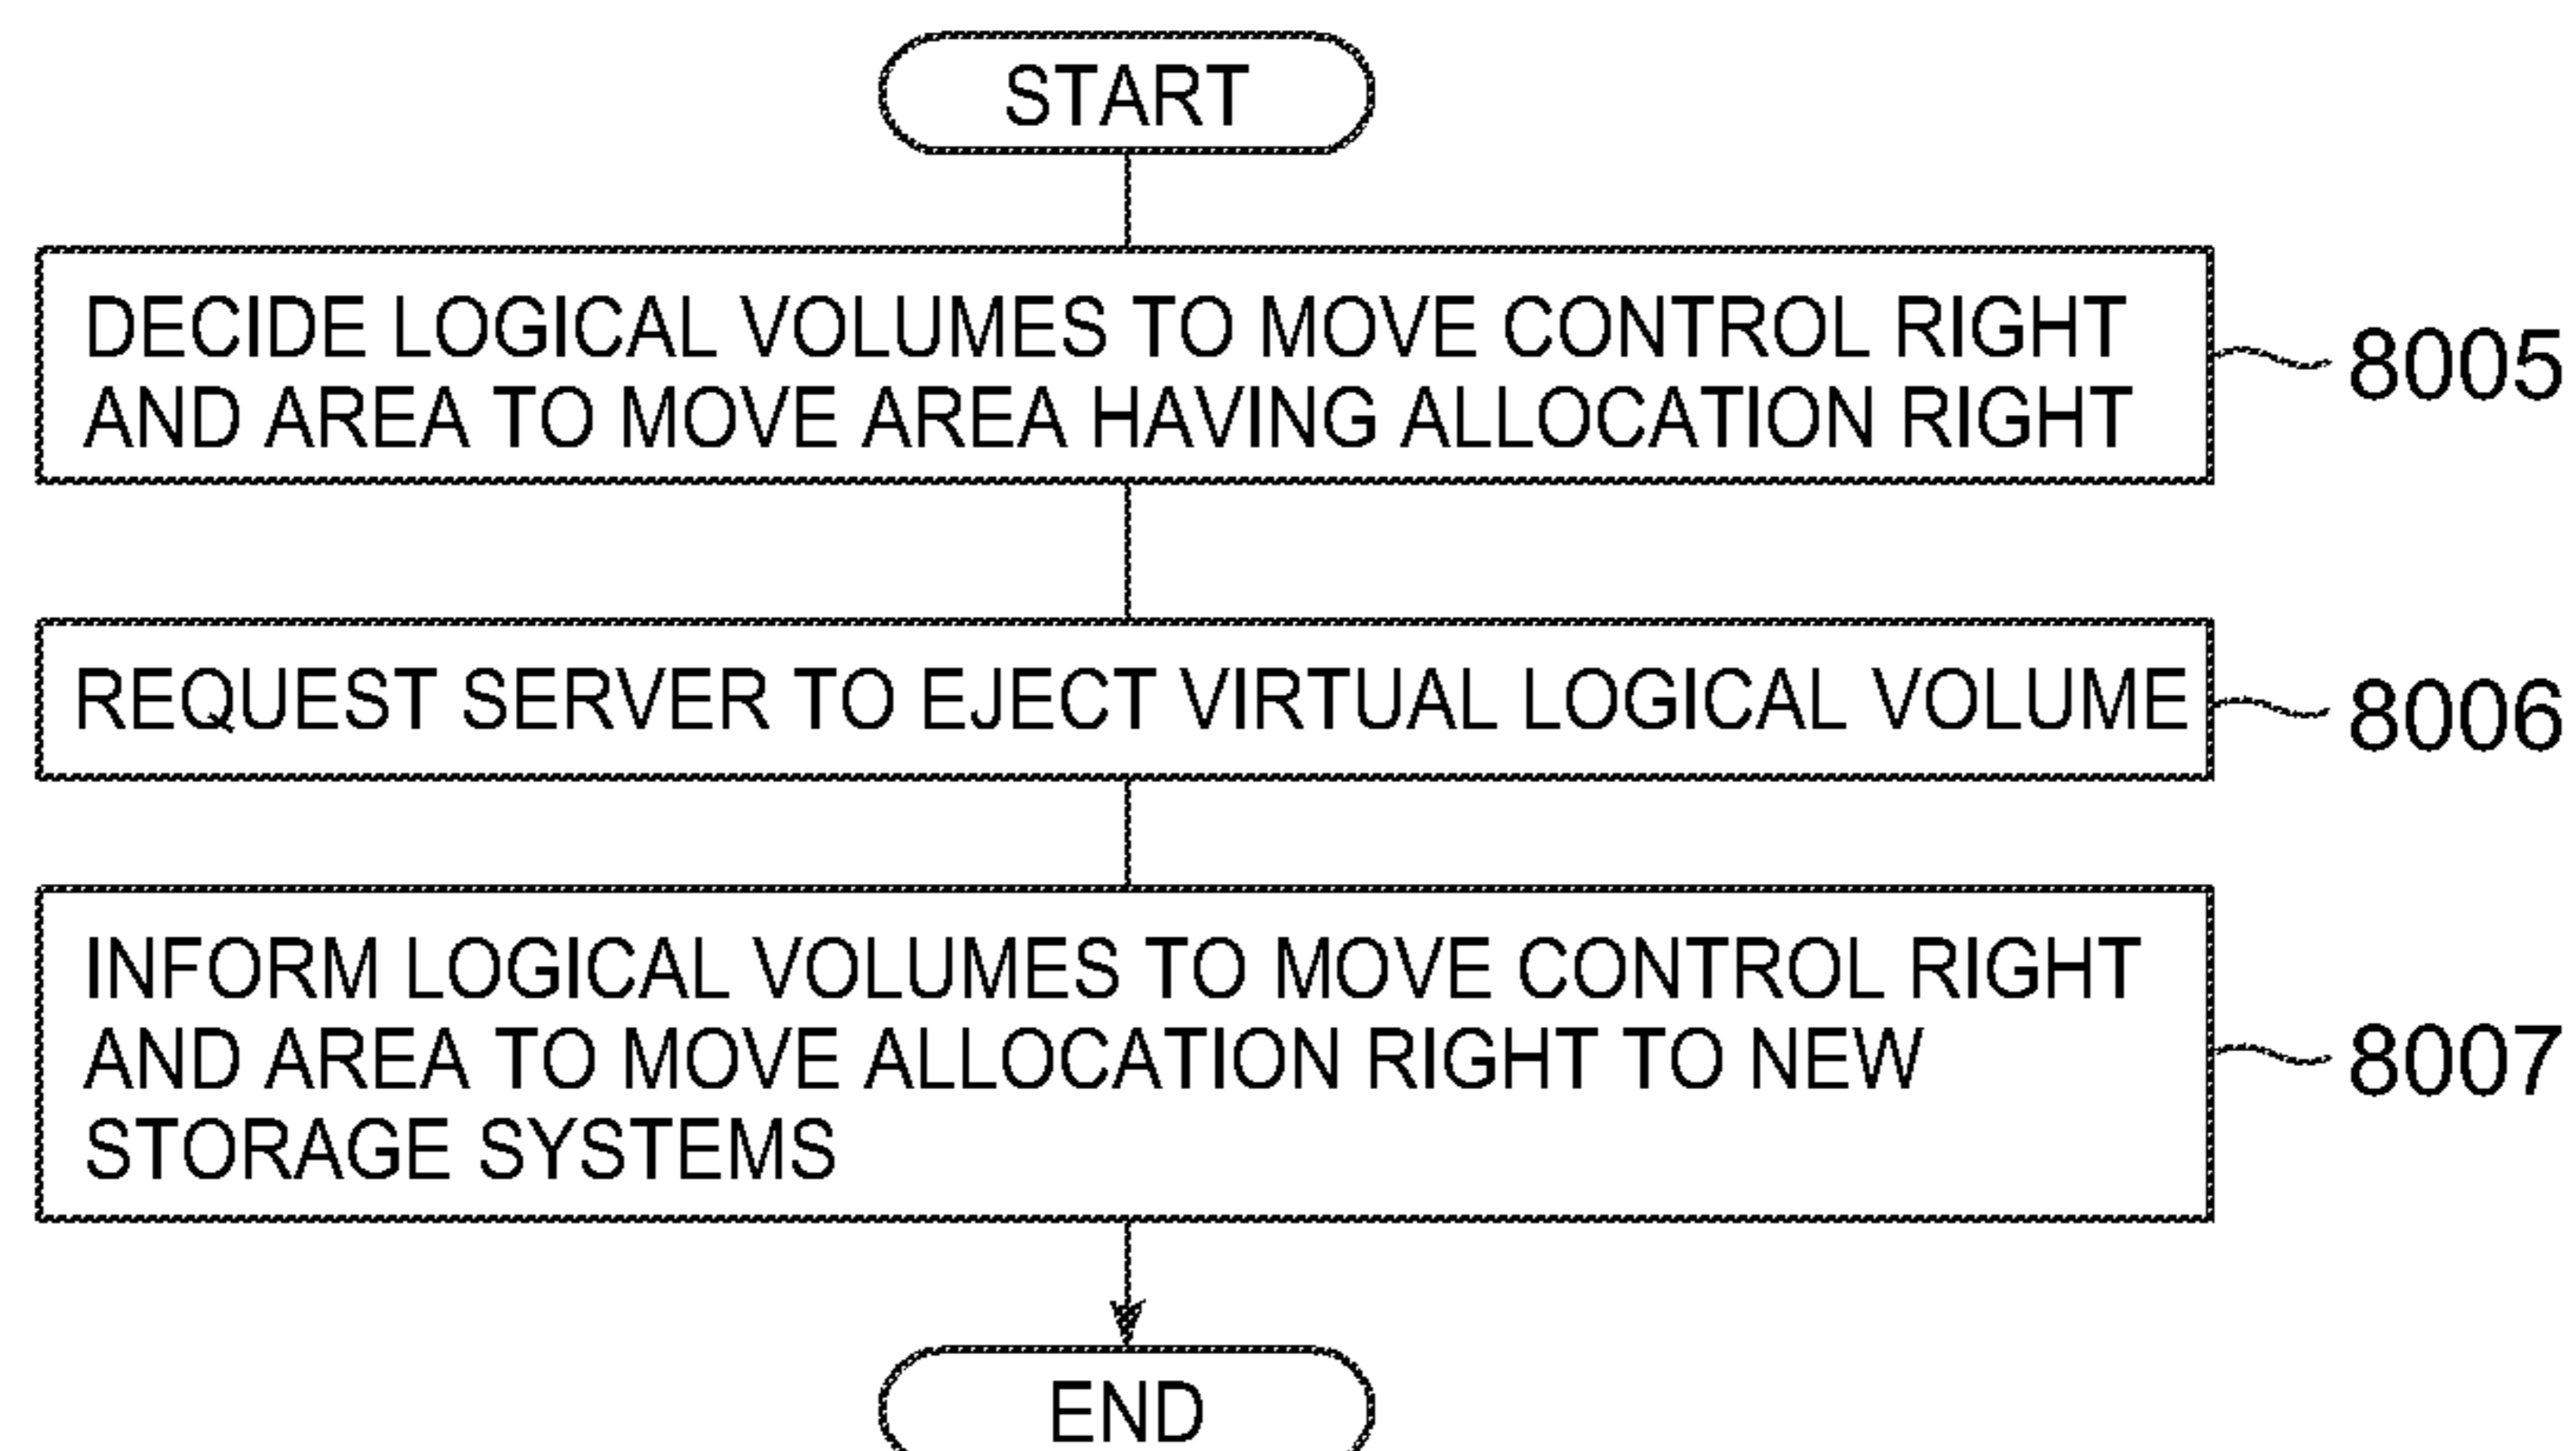 START
DECIDE LOGICAL VOLUMES TO MOVE CONTROL RIGHT
AND AREA TO MOVE AREA HAVING ALLOCATION RIGHT
8005
REQUEST SERVER TO EJECT VIRTUAL LOGICAL VOLUME
8006
INFORM LOGICAL VOLUMES TO MOVE CONTROL RIGHT
AND AREA TO MOVE ALLOCATION RIGHT TO NEW
STORAGE SYSTEMS
8007
END